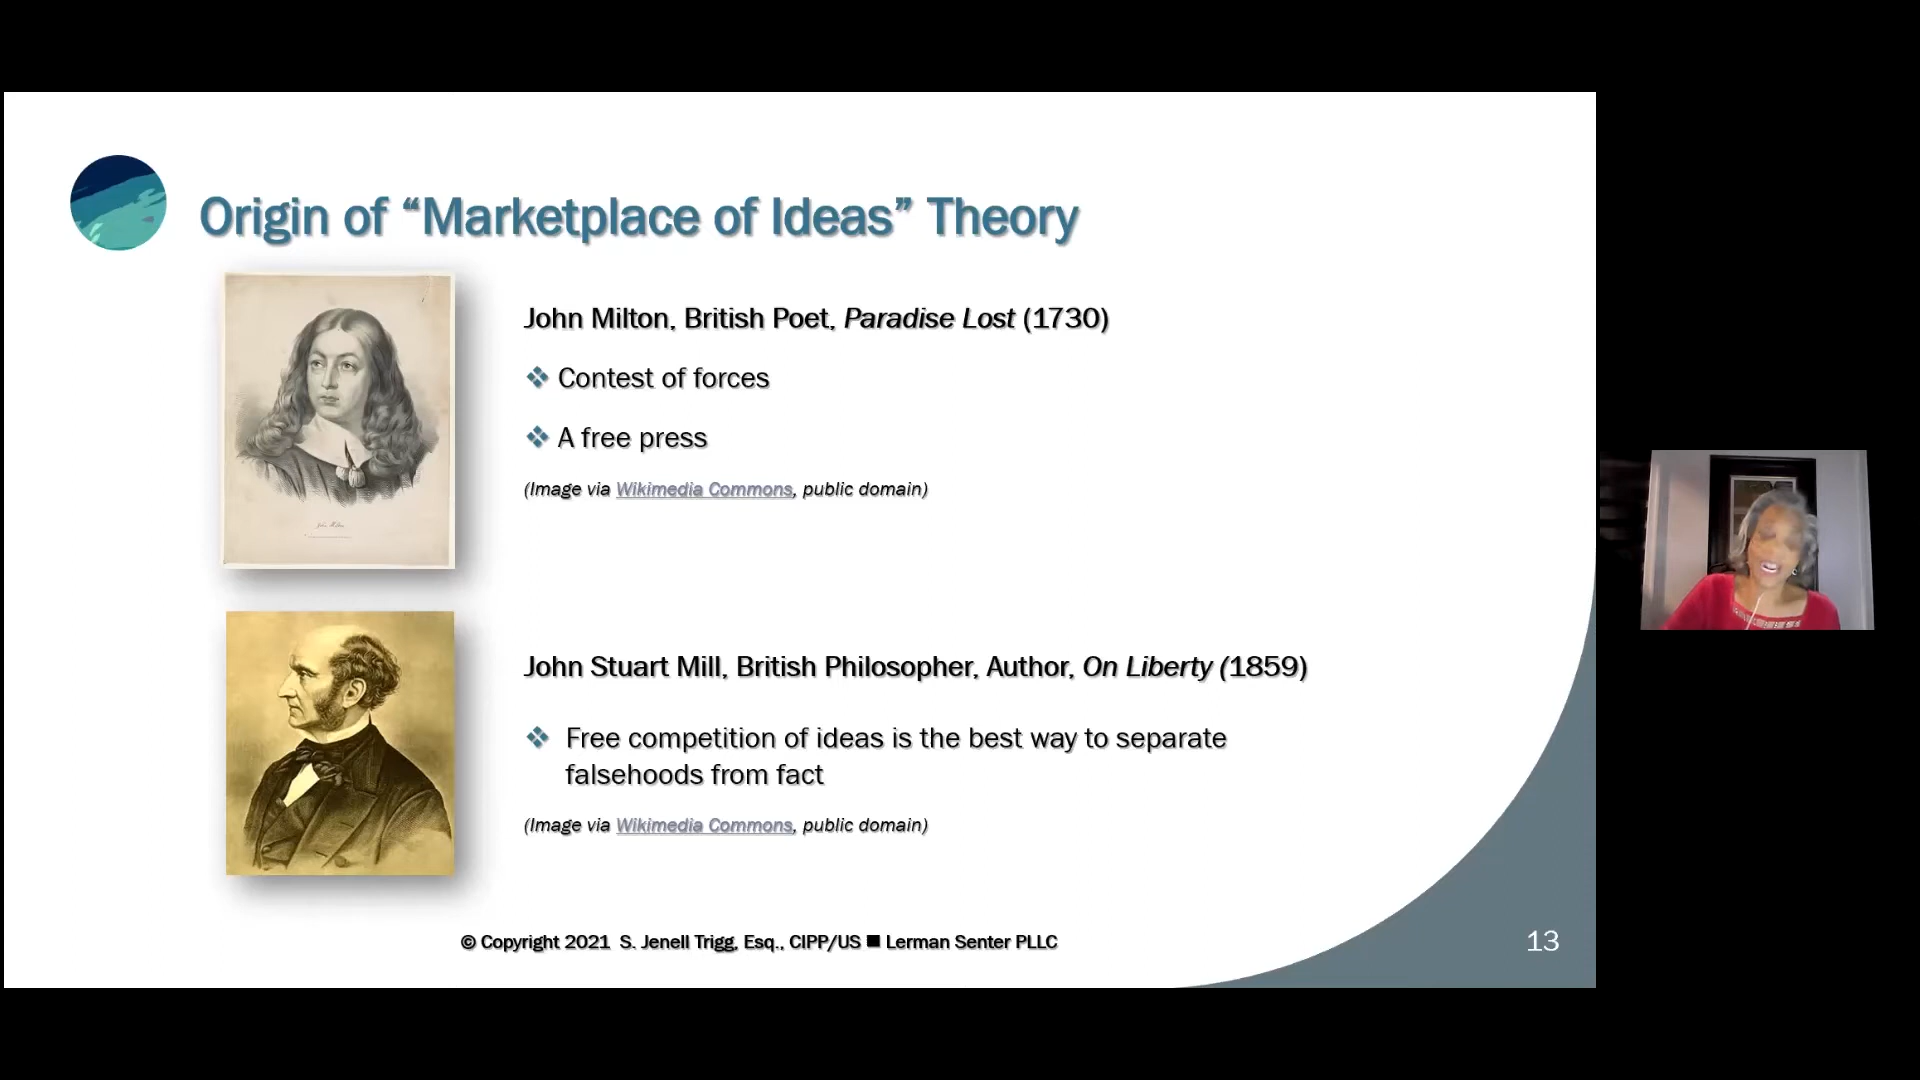 Origin of “Marketplace of Ideas” Theory
John Milton, British Poet, Paradise Lost (1730)
❖ Contest of forces
❖ A free press
(Image via Wikimedia Commons, public domain)
John Milton
John Stuart Mill, British Philosopher, Author, On Liberty (1859)
❖ Free competition of ideas is the best way to separate
falsehoods from fact
(Image via Wikimedia Commons, public domain)
© Copyright 2021 S. Jenell Trigg, Esq., CIPP/US ■ Lerman Senter PLLC
13